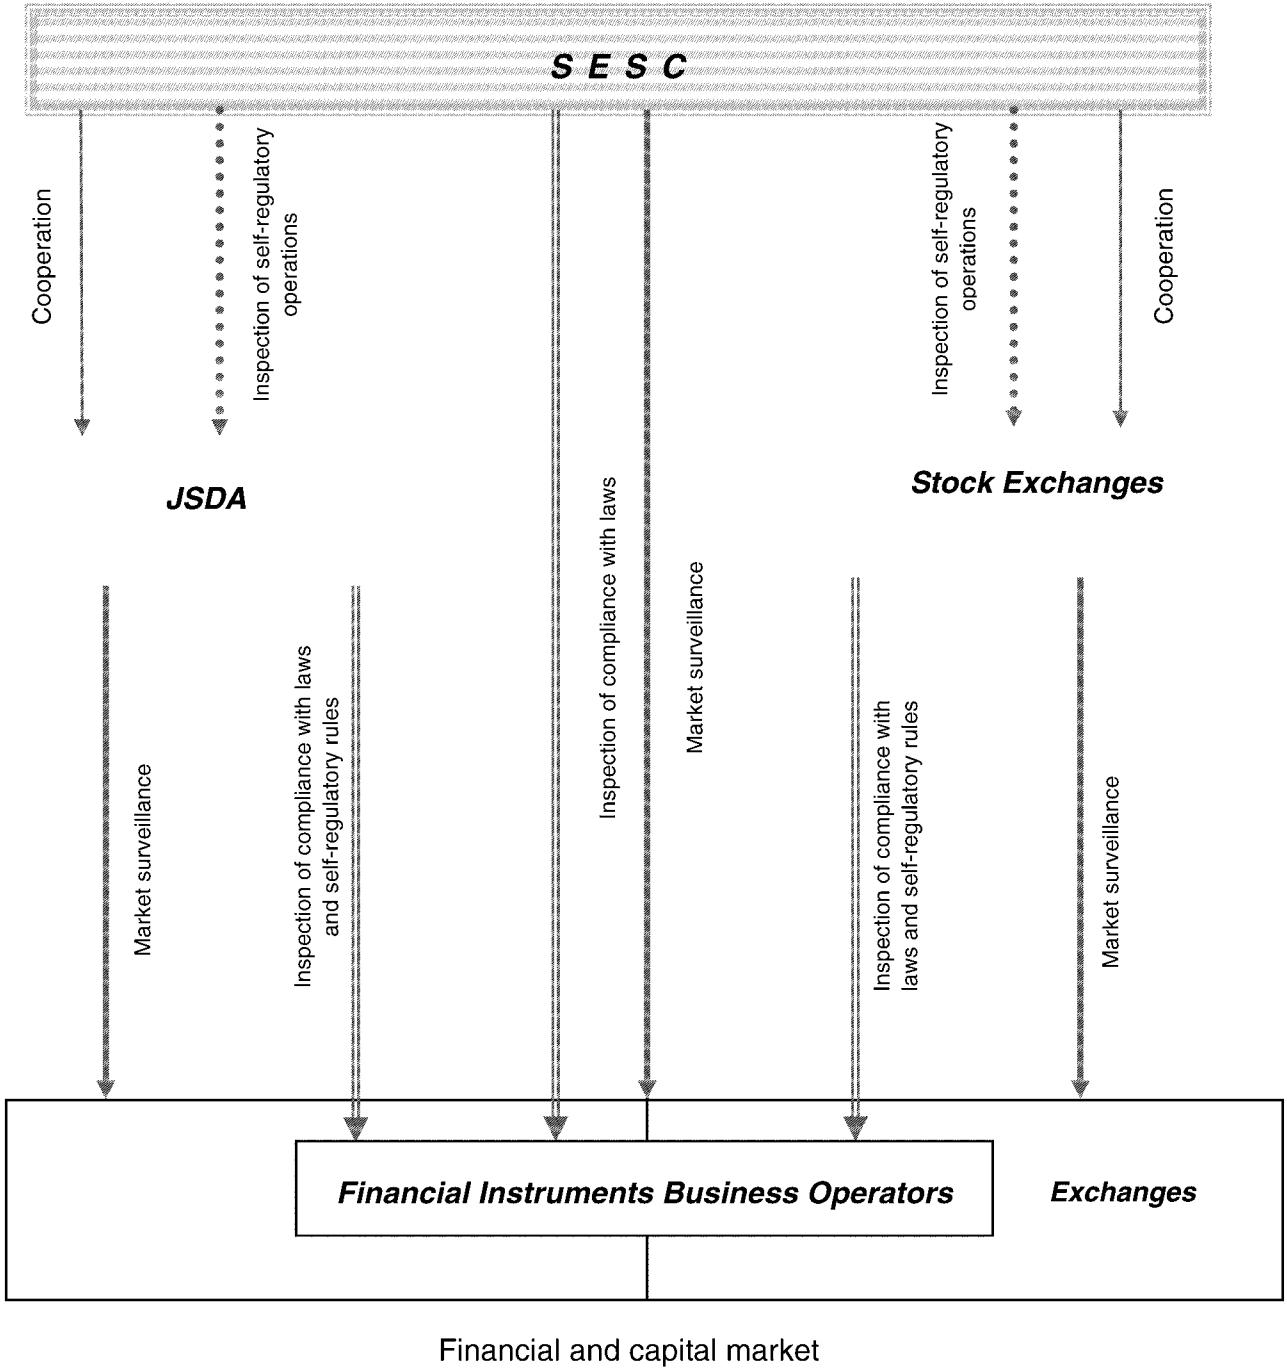 S E S C
Cooperation
Inspection of self-regulatory
operations
Inspection of self-regulatory
operations
Cooperation
JSDA
Stock Exchanges
Market surveillance
Inspection of compliance with laws
and self-regulatory rules
Inspection of compliance with laws
Market surveillance
Inspection of compliance with
laws and self-regulatory rules
Market surveillance
Financial Instruments Business Operators
Exchanges
Financial and capital market